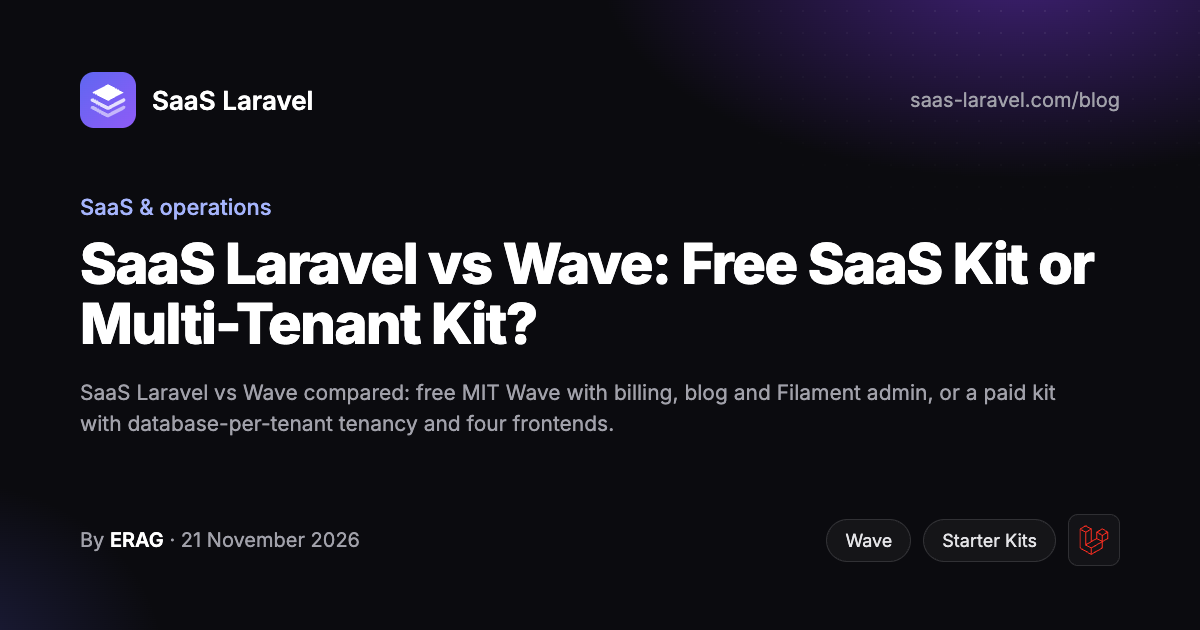 SaaS Laravel
saas-laravel.com/blog
SaaS & operations
SaaS Laravel vs Wave: Free SaaS Kit or
Multi-Tenant Kit?
SaaS Laravel vs Wave compared: free MIT Wave with billing, blog and Filament admin, or a paid kit
with database-per-tenant tenancy and four frontends.
By ERAG · 21 November 2026
Wave
Starter Kits